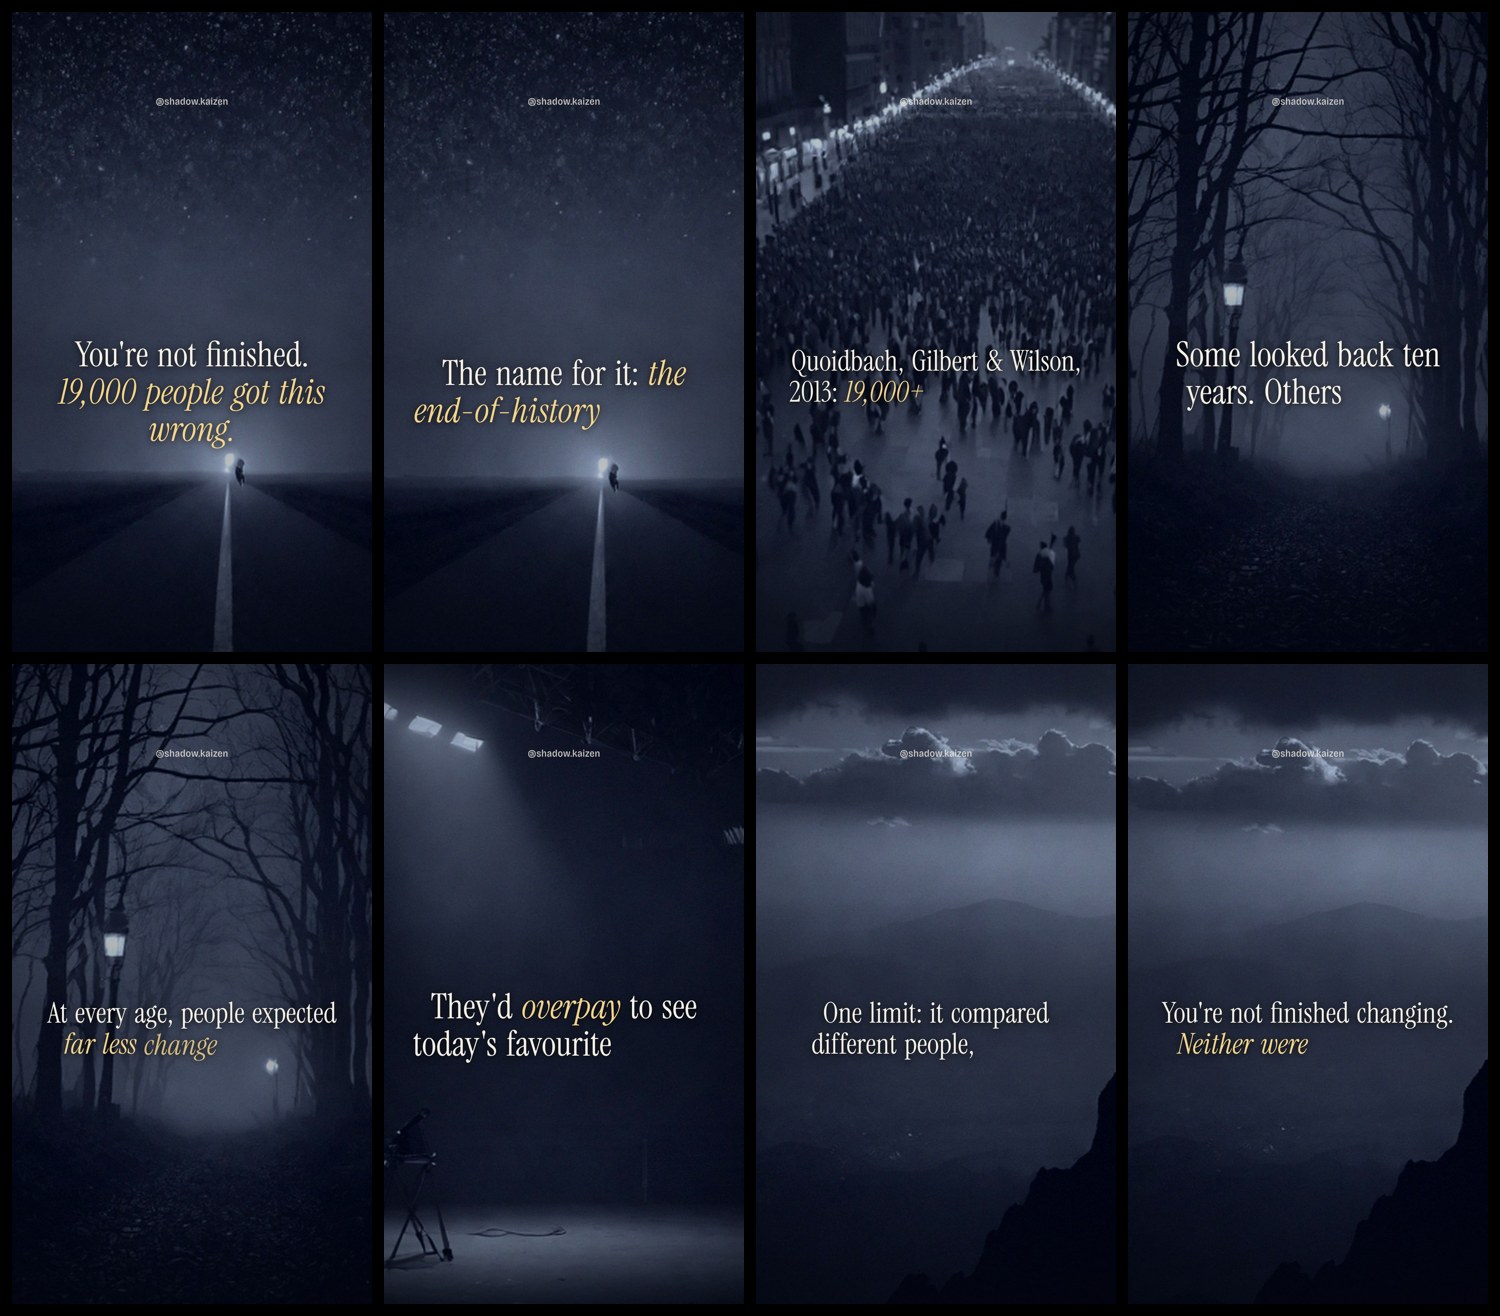 @shadow.kaizen
You're not finished.
19,000 people got this
wrong.
@shadow.kaizen
The name for it: the
end-of-history
@shadow.kaizen
Quoidbach, Gilbert & Wilson,
2013: 19,000+
@shadow.kaizen
Some looked back ten
years. Others
@shadow.kaizen
At every age, people expected
far less change
@shadow.kaizen
They'd overpay to see
today's favourite
@shadow.kaizen
One limit: it compared
different people,
@shadow.kaizen
You're not finished changing.
Neither were